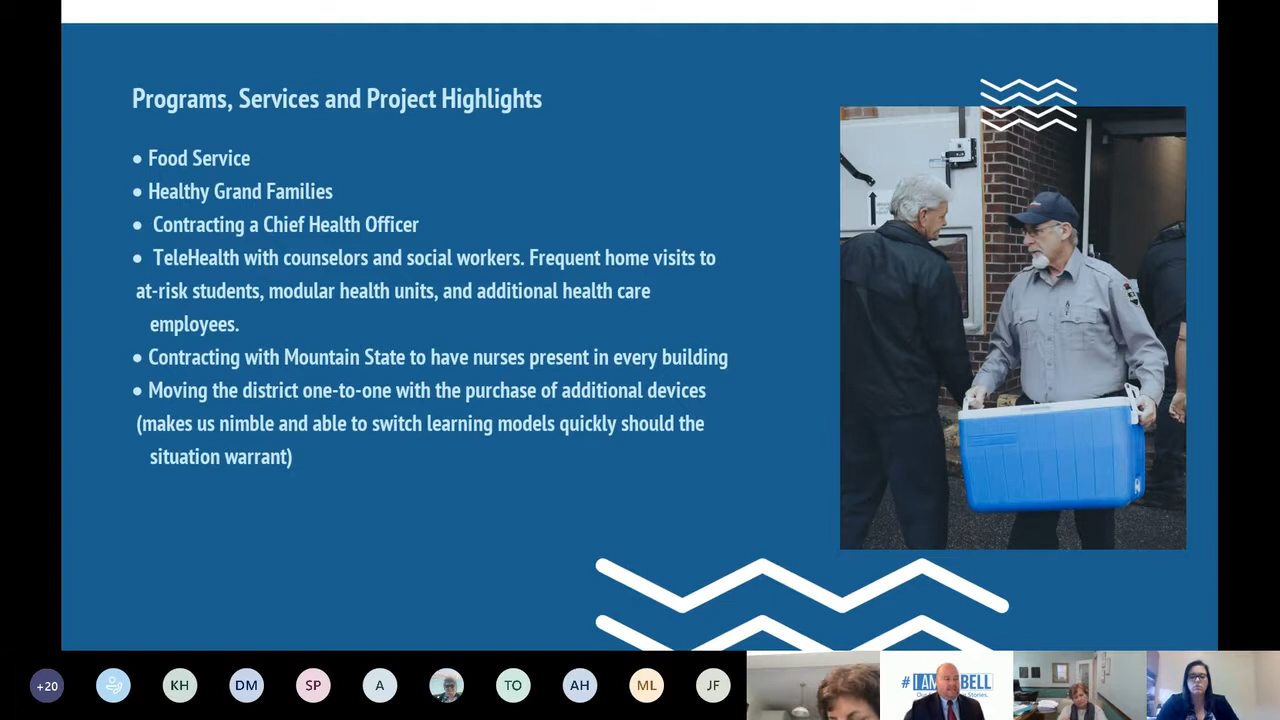 Programs, Services and Project Highlights
• Food Service
• Healthy Grand Families
• Contracting a Chief Health Officer
• TeleHealth with counselors and social workers. Frequent home visits to
at-risk students, modular health units, and additional health care
employees.
• Contracting with Mountain State to have nurses present in every building
• Moving the district one-to-one with the purchase of additional devices
(makes us nimble and able to switch learning models quickly should the
situation warrant)
+20
KH
DM
SP
A
TO
AH
ML
JF
# I AM BELL
Stories.